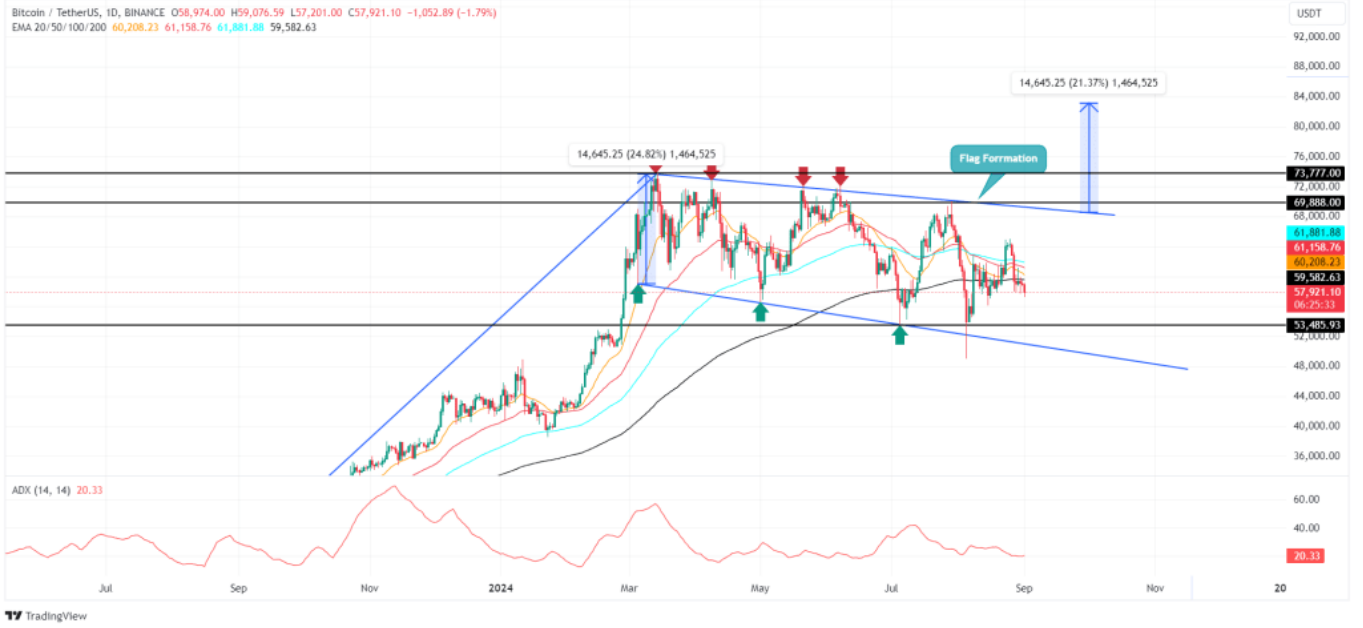 Bitcoin / TetherUS, 1D, BINANCE O58,974.00 H59,076.59 L57,201.00 C57,921.10 −1,052.89 (−1.79%)
USDT
EMA 20/50/100/200 60,208.23 61,158.76 61,881.88 59,582.63
92,000.00
88,000.00
14,645.25 (21.37%) 1,464,525
84,000.00
80,000.00
14,645.25 (24.82%) 1,464,525
Flag Forrmation
76,000.00
73,777.00
72,000.00
69,888.00
68,000.00
61,881.88
61,158.76
60,208.23
59,582.63
57,921.10
06:25:33
53,485.93
52,000.00
48,000.00
44,000.00
40,000.00
36,000.00
ADX (14, 14) 20.33
60.00
40.00
20.33
Jul Sep Nov 2024 Mar May Jul Sep Nov 20
TradingView